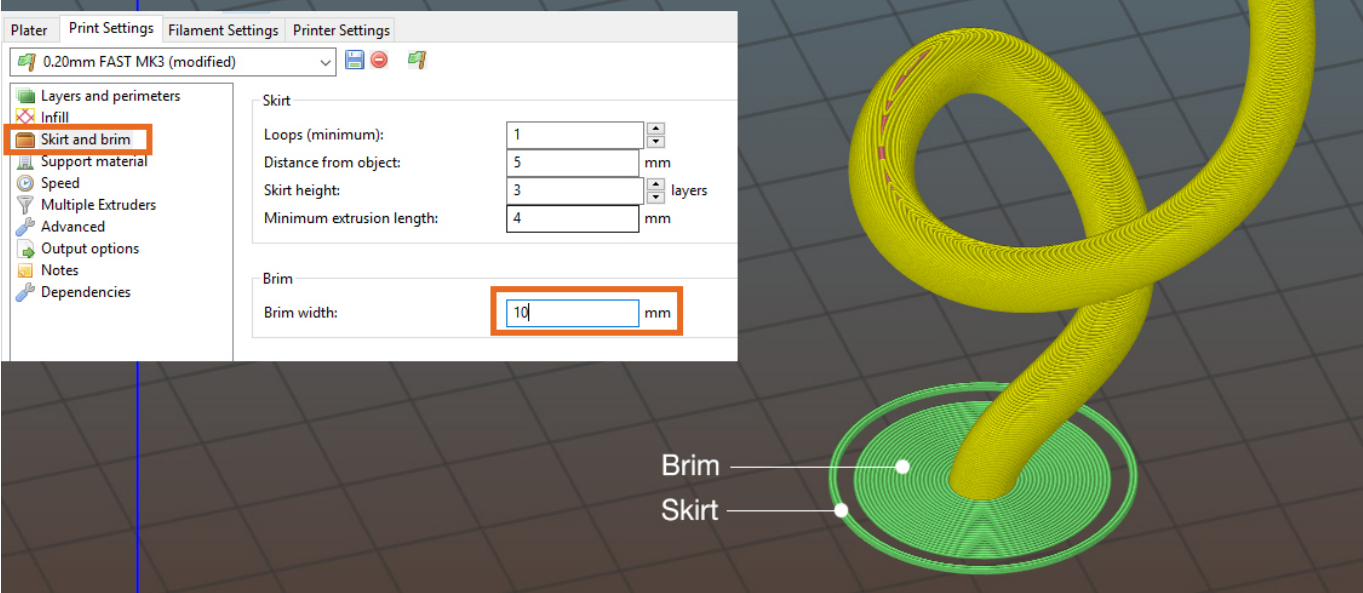 Plater Print Settings Filament Settings Printer Settings
0.20mm FAST MK3 (modified)
Layers and perimeters
Infill
Skirt and brim
Support material
Speed
Multiple Extruders
Advanced
Output options
Notes
Dependencies
Skirt
Loops (minimum): 1
Distance from object: 5 mm
Skirt height: 3 layers
Minimum extrusion length: 4 mm
Brim
Brim width: 10 mm
Brim
Skirt